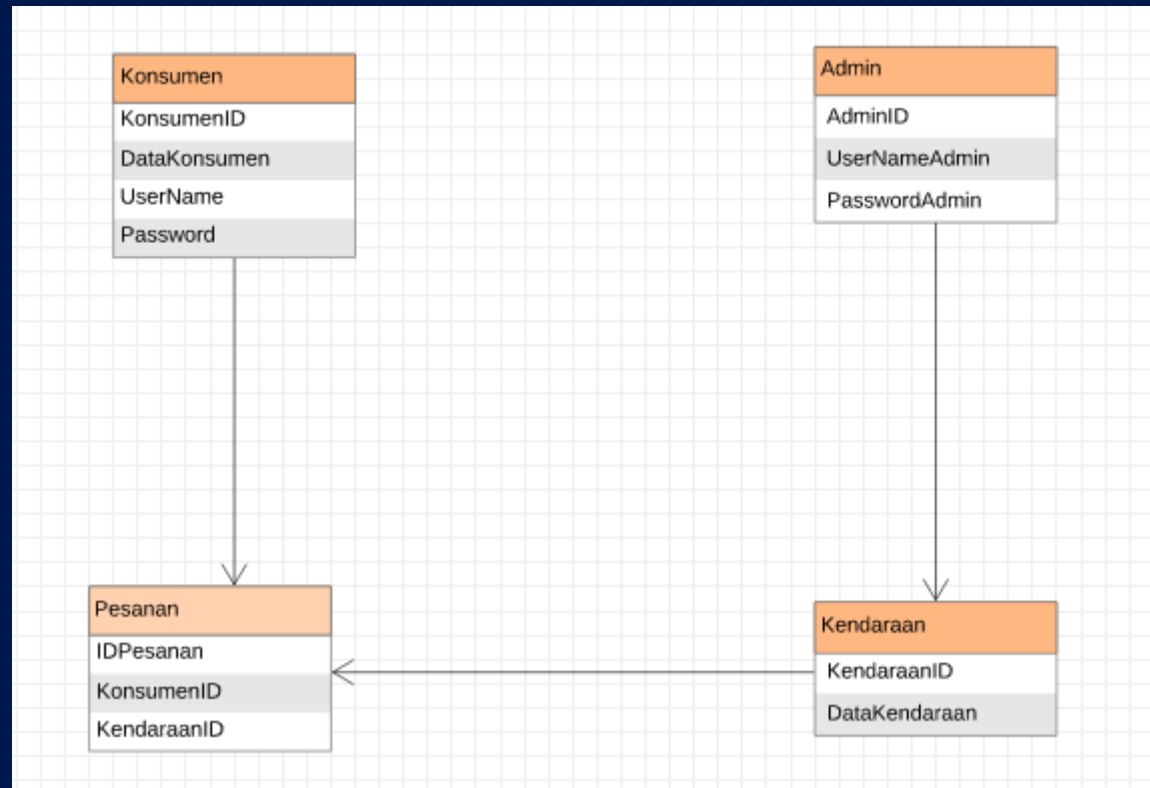 Konsumen
KonsumenID
DataKonsumen
UserName
Password
Admin
AdminID
UserNameAdmin
PasswordAdmin
Pesanan
IDPesanan
KonsumenID
KendaraanID
Kendaraan
KendaraanID
DataKendaraan